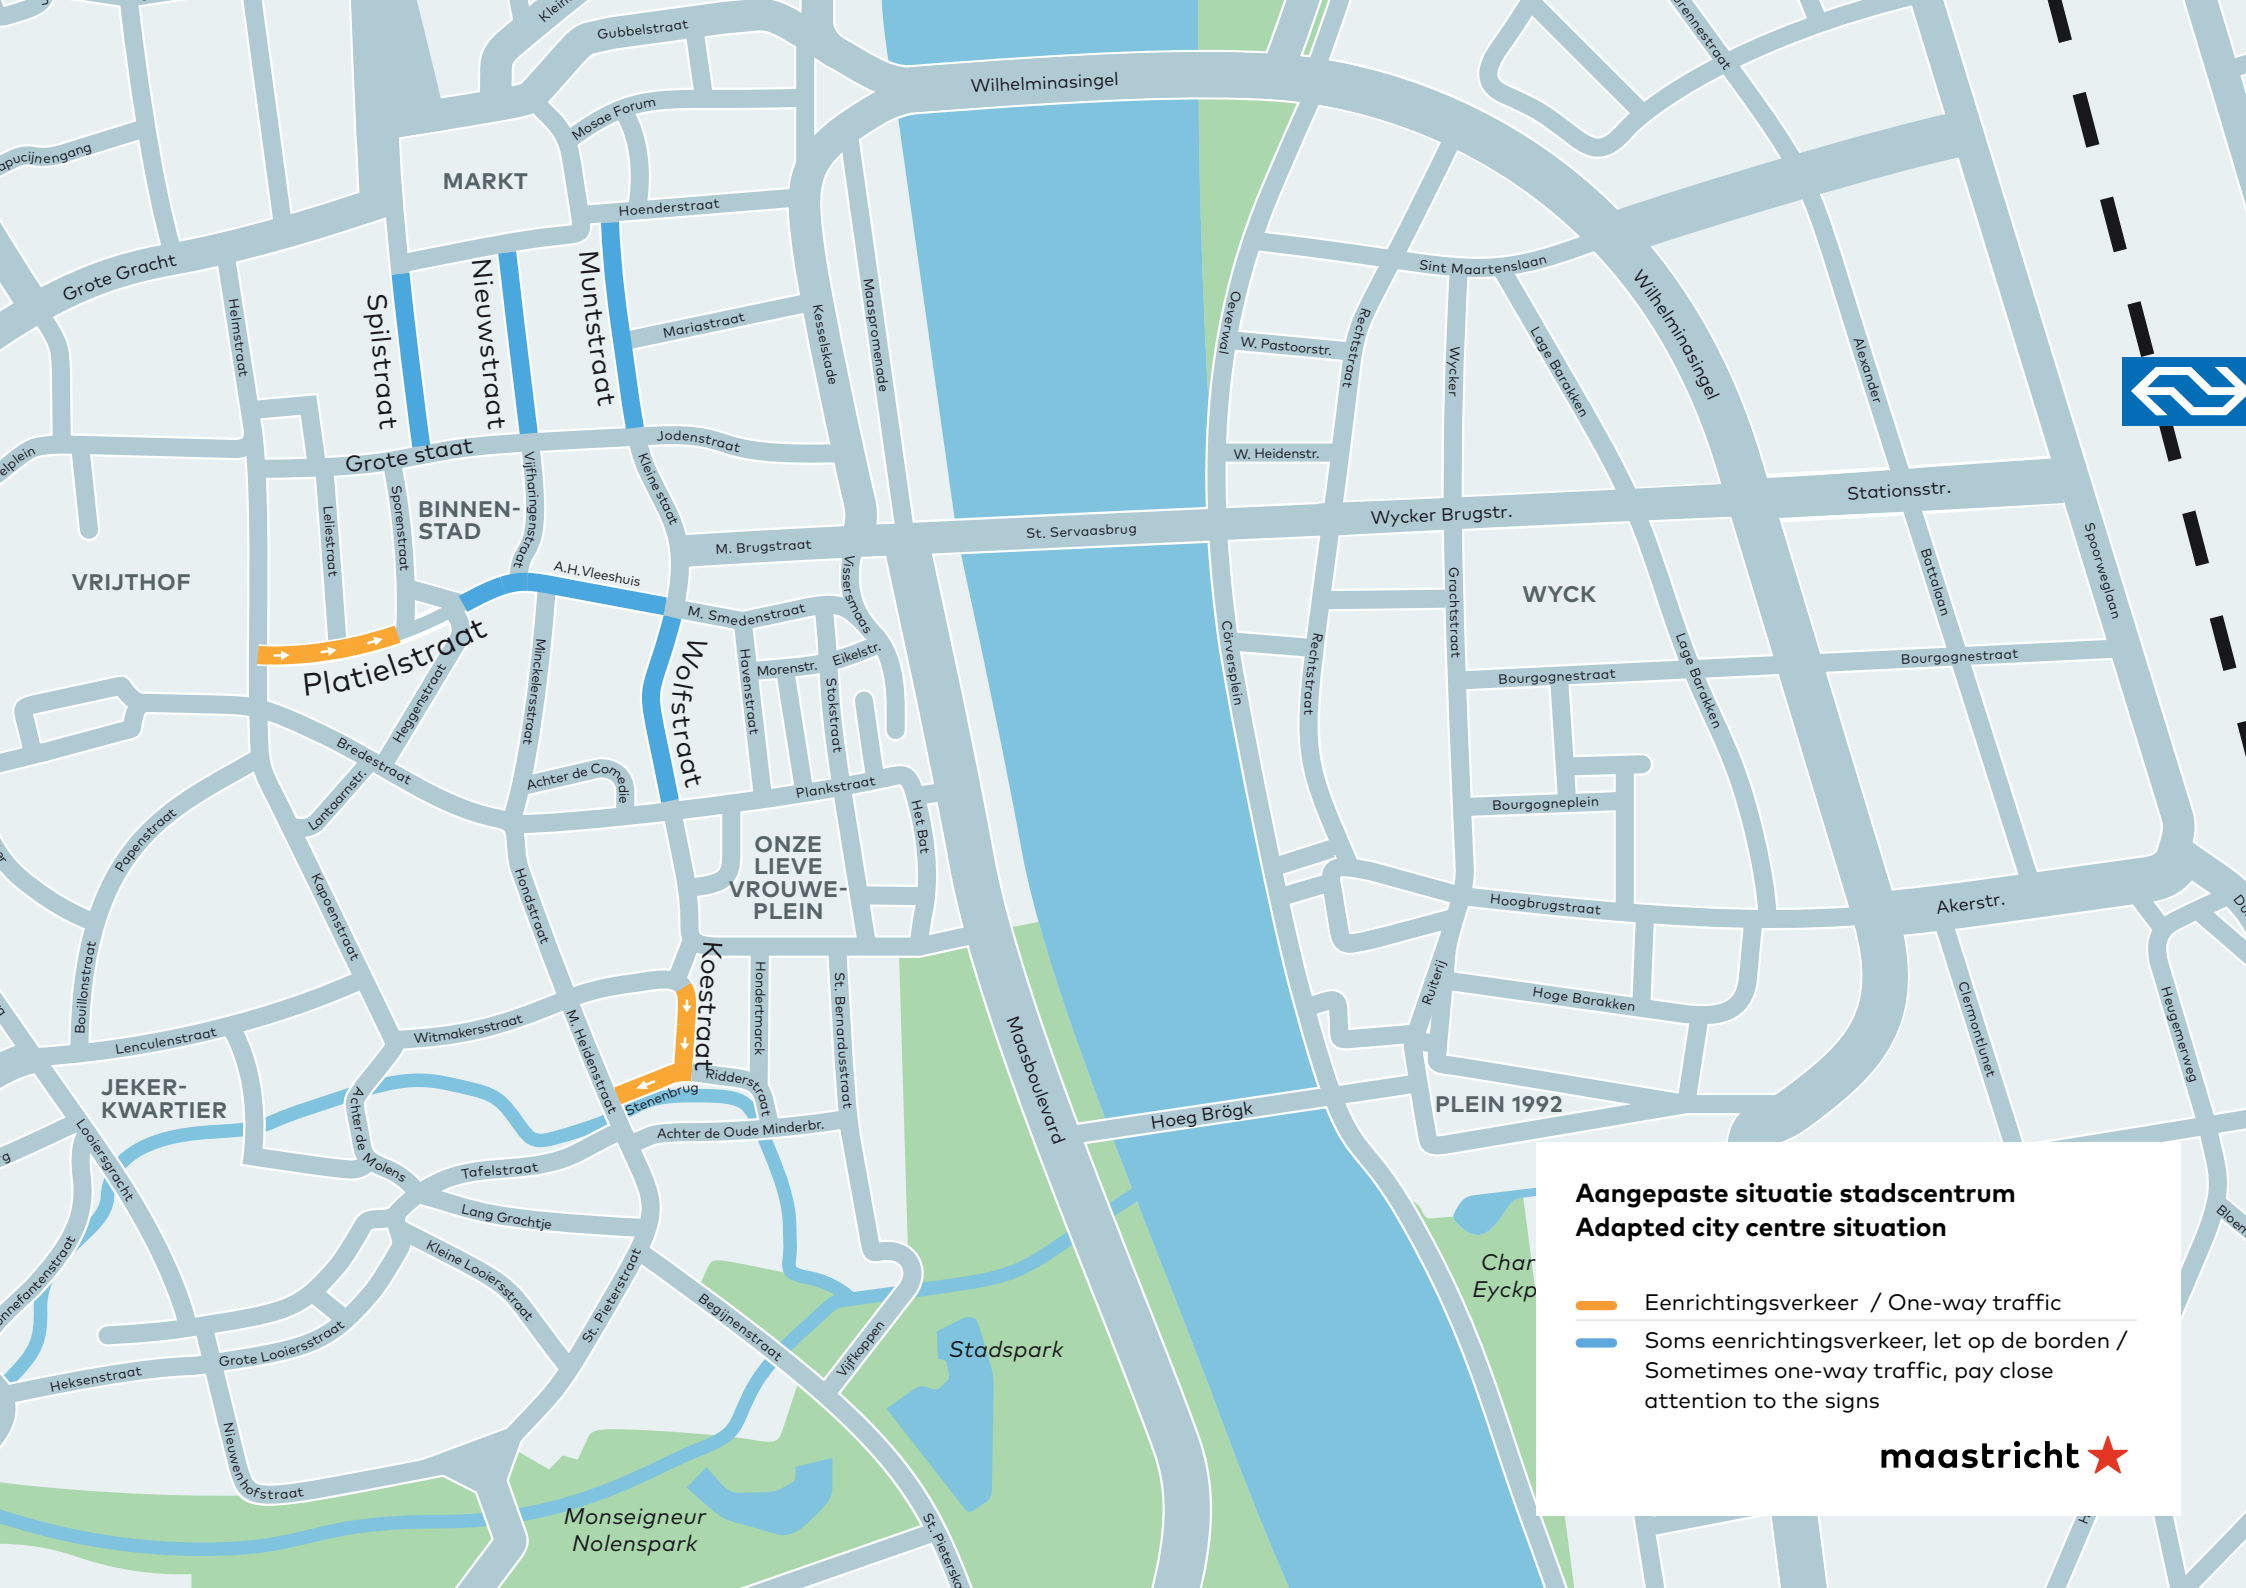 Gubbelstraat
Mosae Forum
Wilhelminasingel
MARKT
Hoenderstraat
Grote Gracht
Helmstraat
Spilstraat
Nieuwstraat
Muntstraat
Mariastraat
Kesselskade
Maaspromenade
Oeverwal
Sint Maartenslaan
Wilhelminasingel
W. Pastoorstr.
Rechtstraat
Wycker
Lage Barakken
Alexander
Grote staat
Jodenstraat
W. Heidenstr.
Leliestraat
Sporenstraat
BINNEN-
STAD
Vijfharingenstraat
Kleine staat
M. Brugstraat
St. Servaasbrug
Wycker Brugstr.
Stationsstr.
Spoorweglaan
VRIJTHOF
A.H.Vleeshuis
Vissersmaas
WYCK
Grachtstraat
Battalaan
M. Smedenstraat
Platielstraat
Heggenstraat
Minckelersstraat
Wolfstraat
Havenstraat
Morenstr.
Eikelstr.
Stokstraat
Cörversplein
Rechtstraat
Bourgognestraat
Lage Barakken
Bourgognestraat
Bredestraat
Lantaarnstr.
Achter de Comedie
Plankstraat
Het Bat
Bourgogneplein
Papenstraat
ONZE
LIEVE
VROUWE-
PLEIN
Kapoenstraat
Hondstraat
Hoogbrugstraat
Akerstr.
Bouillonstraat
Koestraat
Hondertmarck
St. Bernardusstraat
Ruiterij
Hoge Barakken
Clermontlunet
Heugemerweg
Lenculenstraat
Witmakersstraat
M. Heidenstraat
Maasboulevard
JEKER-
KWARTIER
Achter de Molens
Stenenbrug
Ridderstraat
Hoeg Brögk
PLEIN 1992
Looiersgracht
Achter de Oude Minderbr.
Tafelstraat
Lang Grachtje
Kleine Looiersstraat
St. Pieterstraat
Begijnenstraat
Vijfkoppen
Stadspark
Char
Eyckp
Grote Looiersstraat
Heksenstraat
Nieuwenhofstraat
Monseigneur
Nolenspark
Aangepaste situatie stadscentrum
Adapted city centre situation
Eenrichtingsverkeer / One-way traffic
Soms eenrichtingsverkeer, let op de borden /
Sometimes one-way traffic, pay close
attention to the signs
maastricht